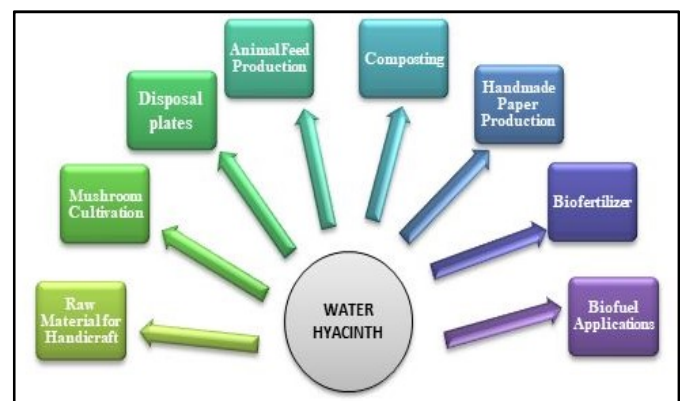 Animal Feed
Production
Composting
Disposal
plates
Handmade
Paper
Production
Mushroom
Cultivation
Biofertilizer
Raw
Material for
Handicraft
WATER
HYACINTH
Biofuel
Applications